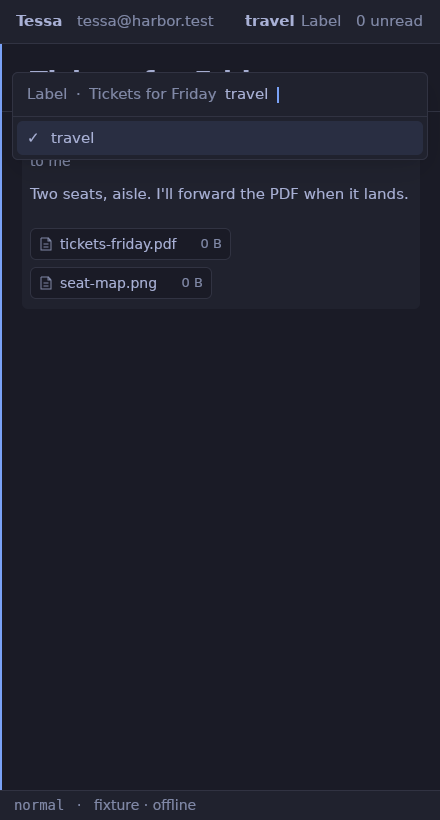 Tessa tessa@harbor.test travel Label 0 unread
Label · Tickets for Friday travel
✓ travel
to me
Two seats, aisle. I'll forward the PDF when it lands.
tickets-friday.pdf 0 B
seat-map.png 0 B
normal · fixture · offline